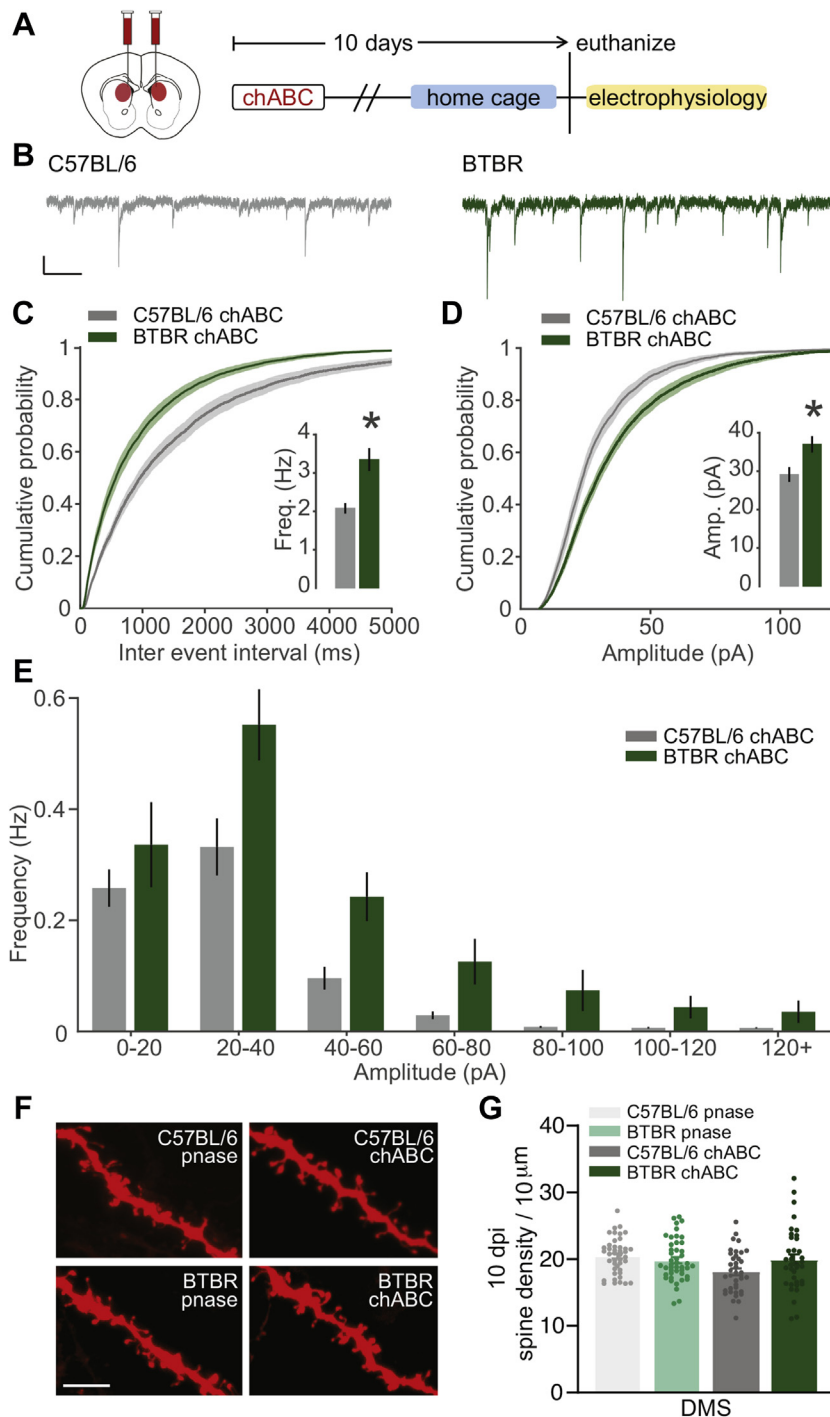 A
10 days
euthanize
chABC
home cage
electrophysiology
B
C57BL/6
BTBR
C
C57BL/6 chABC
BTBR chABC
Cumulative probability
1
0.8
0.6
0.4
0.2
0
0
1000
2000
3000
4000
5000
Inter event interval (ms)
Freq. (Hz)
4
3
2
1
0
*
D
C57BL/6 chABC
BTBR chABC
Cumulative probability
1
0.8
0.6
0.4
0.2
0
0
50
100
Amplitude (pA)
Amp. (pA)
40
30
20
10
0
*
E
Frequency (Hz)
0.6
0.4
0.2
0
C57BL/6 chABC
BTBR chABC
0-20
20-40
40-60
60-80
80-100
100-120
120+
Amplitude (pA)
F
C57BL/6
pnase
C57BL/6
chABC
BTBR
pnase
BTBR
chABC
G
C57BL/6 pnase
BTBR pnase
C57BL/6 chABC
BTBR chABC
10 dpi
spine density / 10 μm
40
30
20
10
0
DMS